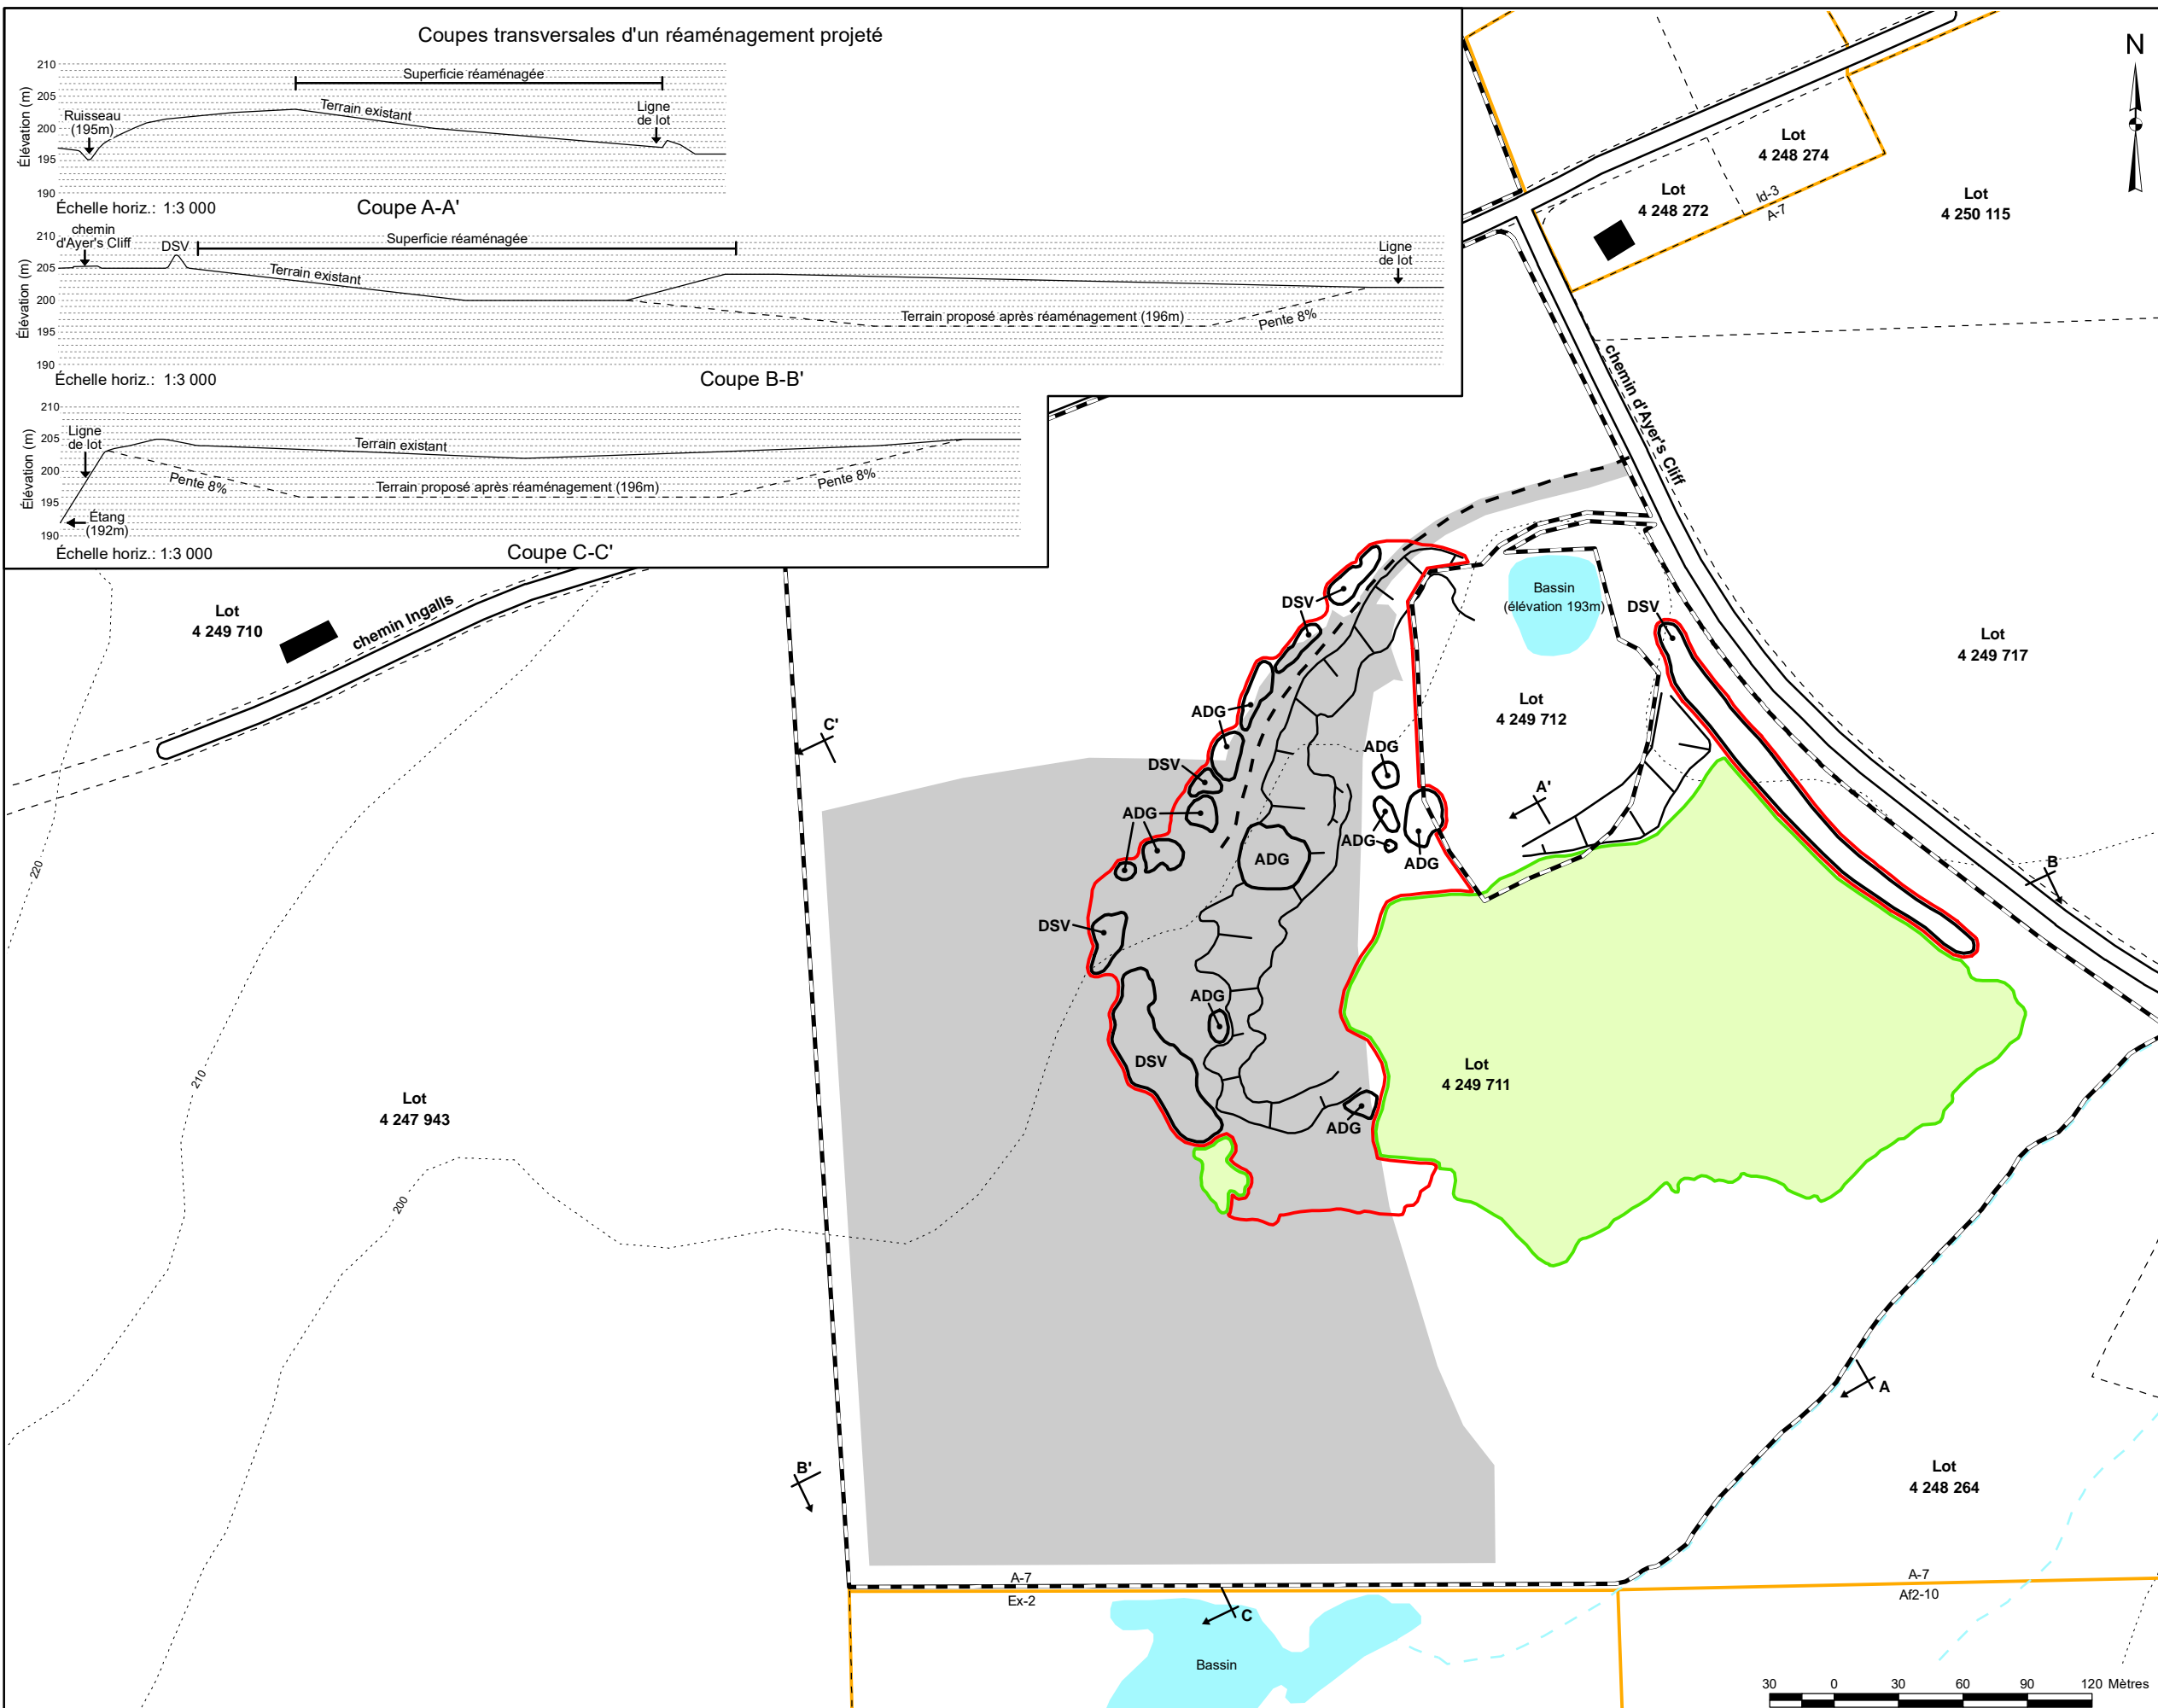 Coupes transversales d'un réaménagement projeté
210
205
200
195
190
Élévation (m)
Superficie réaménagée
Ruisseau
(195m)
Terrain existant
Ligne
de lot
Échelle horiz.: 1:3 000
Coupe A-A'
210
205
200
195
190
Élévation (m)
chemin
d'Ayer's Cliff
DSV
Superficie réaménagée
Terrain existant
Ligne
de lot
Terrain proposé après réaménagement (196m)
Pente 8%
Échelle horiz.: 1:3 000
Coupe B-B'
210
205
200
195
190
Élévation (m)
Ligne
de lot
Terrain existant
Pente 8%
Terrain proposé après réaménagement (196m)
Pente 8%
Étang
(192m)
Échelle horiz.: 1:3 000
Coupe C-C'
N
Lot
4 248 274
Lot
4 248 272
Id-3
A-7
Lot
4 250 115
chemin d'Ayer's Cliff
Lot
4 249 710
chemin Ingalls
Bassin
(élévation 193m)
DSV
DSV
Lot
4 249 717
Lot
4 249 712
C'
ADG
ADG
DSV
A'
ADG
ADG
ADG
ADG
B
220
DSV
ADG
DSV
Lot
4 249 711
210
Lot
4 247 943
ADG
200
A
B'
Lot
4 248 264
A-7
Ex-2
A-7
Af2-10
C
Bassin
30 0 30 60 90 120 Mètres